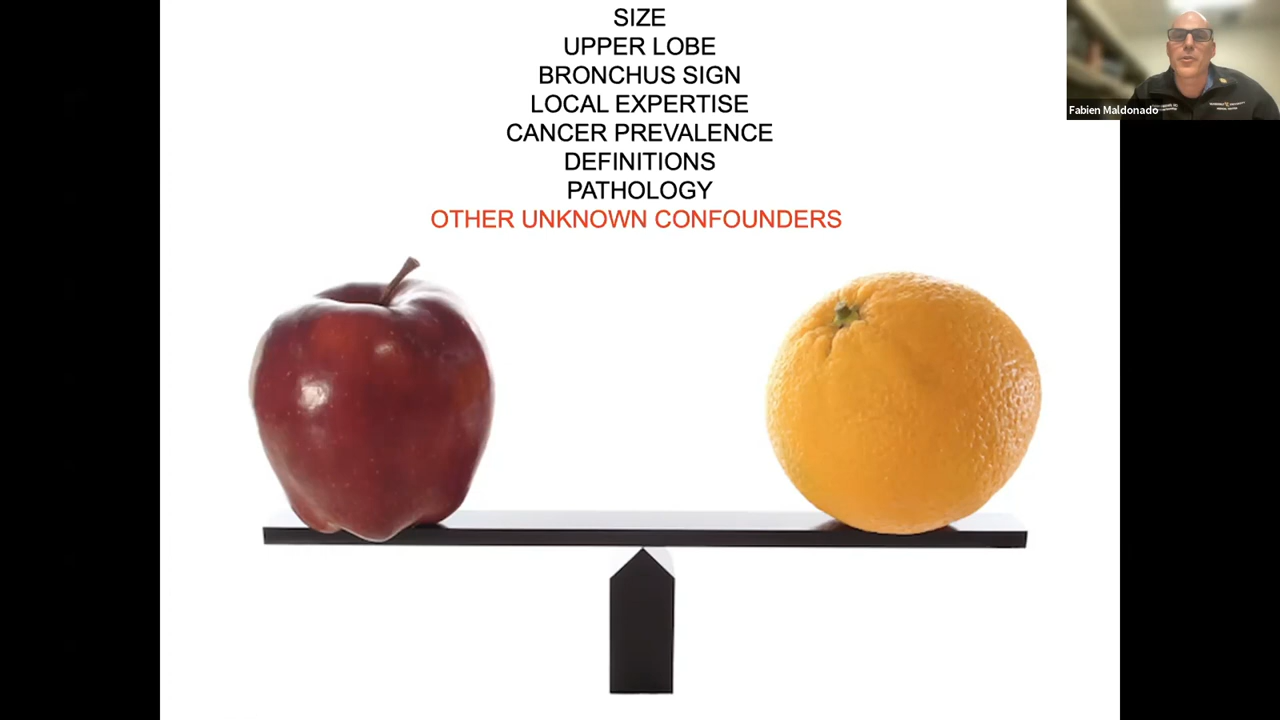 SIZE
UPPER LOBE
BRONCHUS SIGN
LOCAL EXPERTISE
CANCER PREVALENCE
DEFINITIONS
PATHOLOGY
OTHER UNKNOWN CONFOUNDERS
Fabien Maldonado